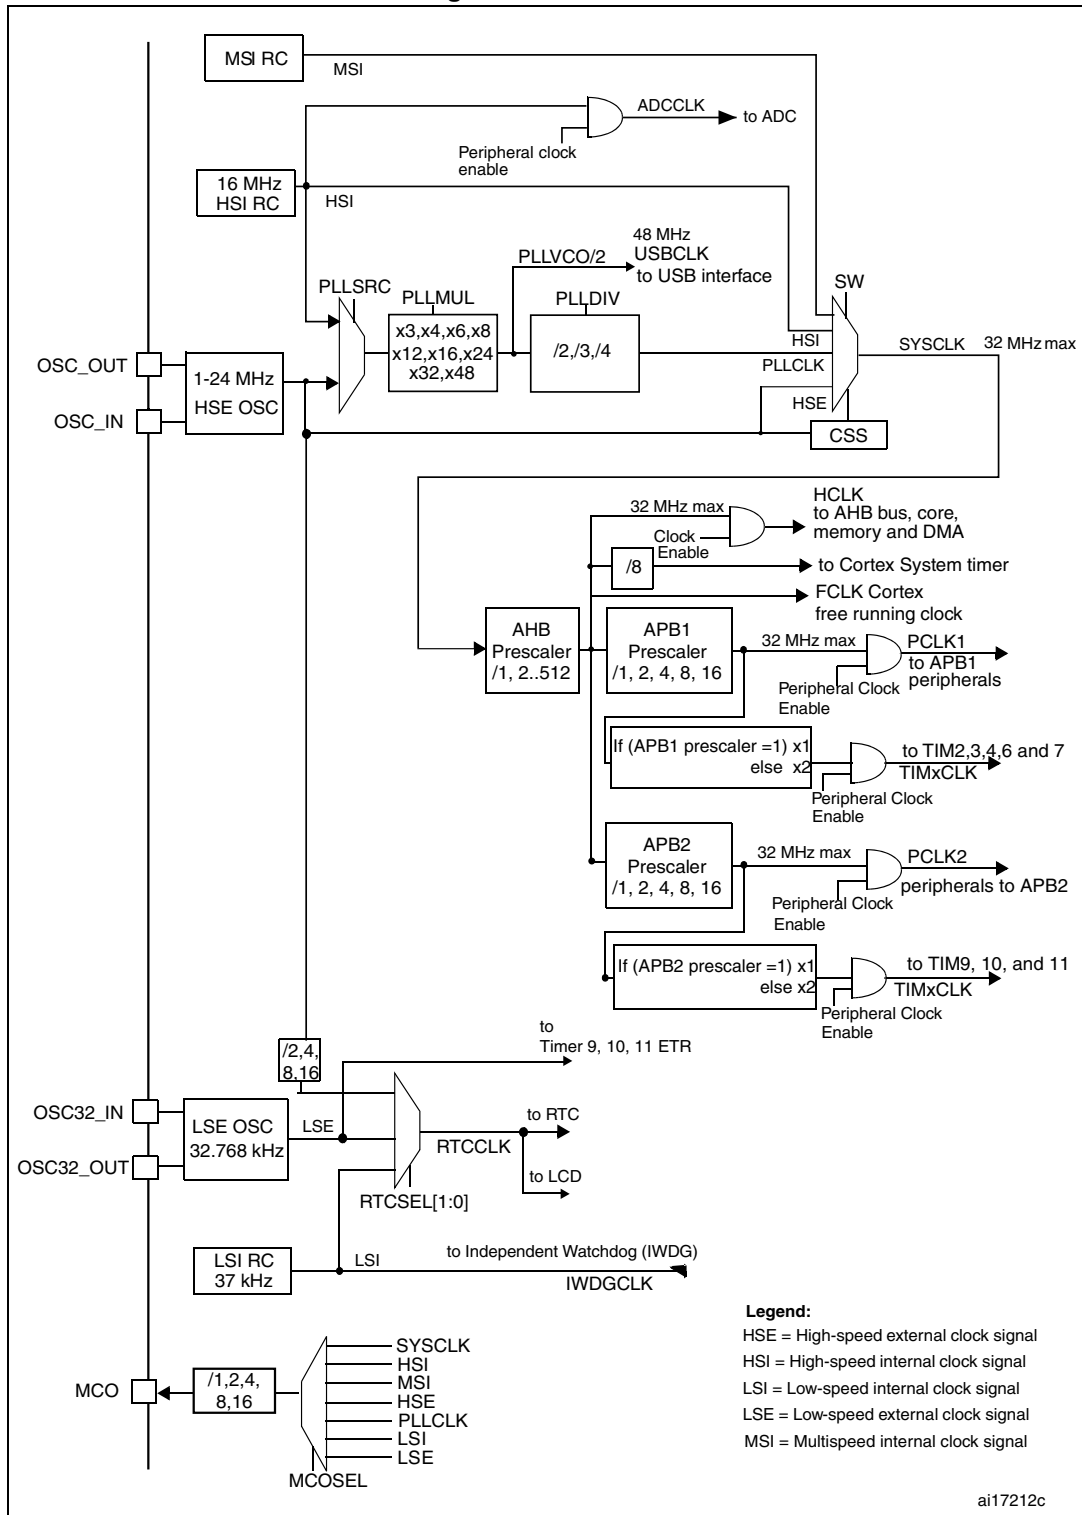 MSI RC
MSI
ADCCLK
to ADC
Peripheral clock
enable
16 MHz
HSI RC
HSI
48 MHz
USBCLK
to USB interface
PLLVCO/2
PLLSRC
PLLMUL
PLLDIV
SW
x3,x4,x6,x8
x12,x16,x24
x32,x48
/2,/3,/4
HSI
PLLCLK
HSE
SYSCLK
32 MHz max
OSC_OUT
OSC_IN
1-24 MHz
HSE OSC
CSS
32 MHz max
Clock
Enable
HCLK
to AHB bus, core,
memory and DMA
/8
to Cortex System timer
FCLK Cortex
free running clock
AHB
Prescaler
/1, 2..512
APB1
Prescaler
/1, 2, 4, 8, 16
32 MHz max
PCLK1
to APB1
peripherals
Peripheral Clock
Enable
If (APB1 prescaler =1) x1
else x2
to TIM2,3,4,6 and 7
TIMxCLK
Peripheral Clock
Enable
APB2
Prescaler
/1, 2, 4, 8, 16
32 MHz max
PCLK2
peripherals to APB2
Peripheral Clock
Enable
If (APB2 prescaler =1) x1
else x2
to TIM9, 10, and 11
TIMxCLK
Peripheral Clock
Enable
to
Timer 9, 10, 11 ETR
/2,4,
8,16
OSC32_IN
OSC32_OUT
LSE OSC
32.768 kHz
LSE
to RTC
RTCCLK
to LCD
RTCSEL[1:0]
LSI RC
37 kHz
LSI
to Independent Watchdog (IWDG)
IWDGCLK
MCO
/1,2,4,
8,16
SYSCLK
HSI
MSI
HSE
PLLCLK
LSI
LSE
MCOSEL
Legend:
HSE = High-speed external clock signal
HSI = High-speed internal clock signal
LSI = Low-speed internal clock signal
LSE = Low-speed external clock signal
MSI = Multispeed internal clock signal
ai17212c